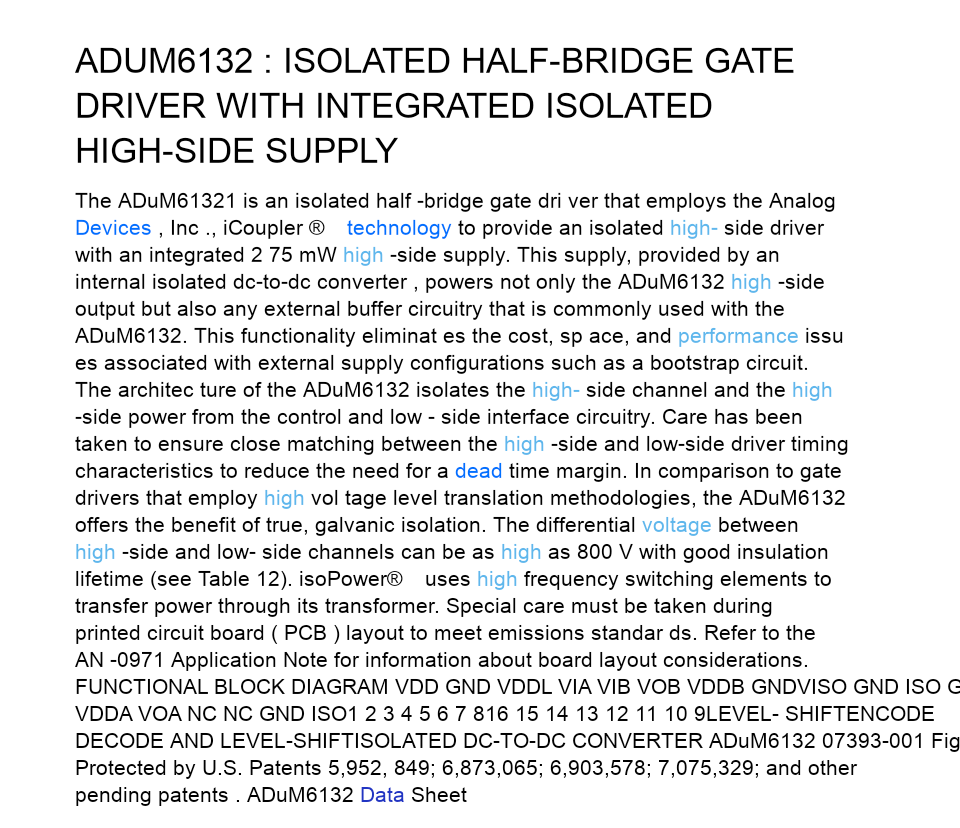 ADUM6132 : ISOLATED HALF-BRIDGE GATE
DRIVER WITH INTEGRATED ISOLATED
HIGH-SIDE SUPPLY
The ADuM61321 is an isolated half -bridge gate dri ver that employs the Analog
Devices , Inc ., iCoupler ® technology to provide an isolated high- side driver
with an integrated 2 75 mW high -side supply. This supply, provided by an
internal isolated dc-to-dc converter , powers not only the ADuM6132 high -side
output but also any external buffer circuitry that is commonly used with the
ADuM6132. This functionality eliminat es the cost, sp ace, and performance issu
es associated with external supply configurations such as a bootstrap circuit.
The architec ture of the ADuM6132 isolates the high- side channel and the high
-side power from the control and low - side interface circuitry. Care has been
taken to ensure close matching between the high -side and low-side driver timing
characteristics to reduce the need for a dead time margin. In comparison to gate
drivers that employ high vol tage level translation methodologies, the ADuM6132
offers the benefit of true, galvanic isolation. The differential voltage between
high -side and low- side channels can be as high as 800 V with good insulation
lifetime (see Table 12). isoPower® uses high frequency switching elements to
transfer power through its transformer. Special care must be taken during
printed circuit board ( PCB ) layout to meet emissions standar ds. Refer to the
AN -0971 Application Note for information about board layout considerations.
FUNCTIONAL BLOCK DIAGRAM VDD GND VDDL VIA VIB VOB VDDB GNDVISO GND ISO G
VDDA VOA NC NC GND ISO1 2 3 4 5 6 7 816 15 14 13 12 11 10 9LEVEL- SHIFTENCODE
DECODE AND LEVEL-SHIFTISOLATED DC-TO-DC CONVERTER ADuM6132 07393-001 Fig
Protected by U.S. Patents 5,952, 849; 6,873,065; 6,903,578; 7,075,329; and other
pending patents . ADuM6132 Data Sheet